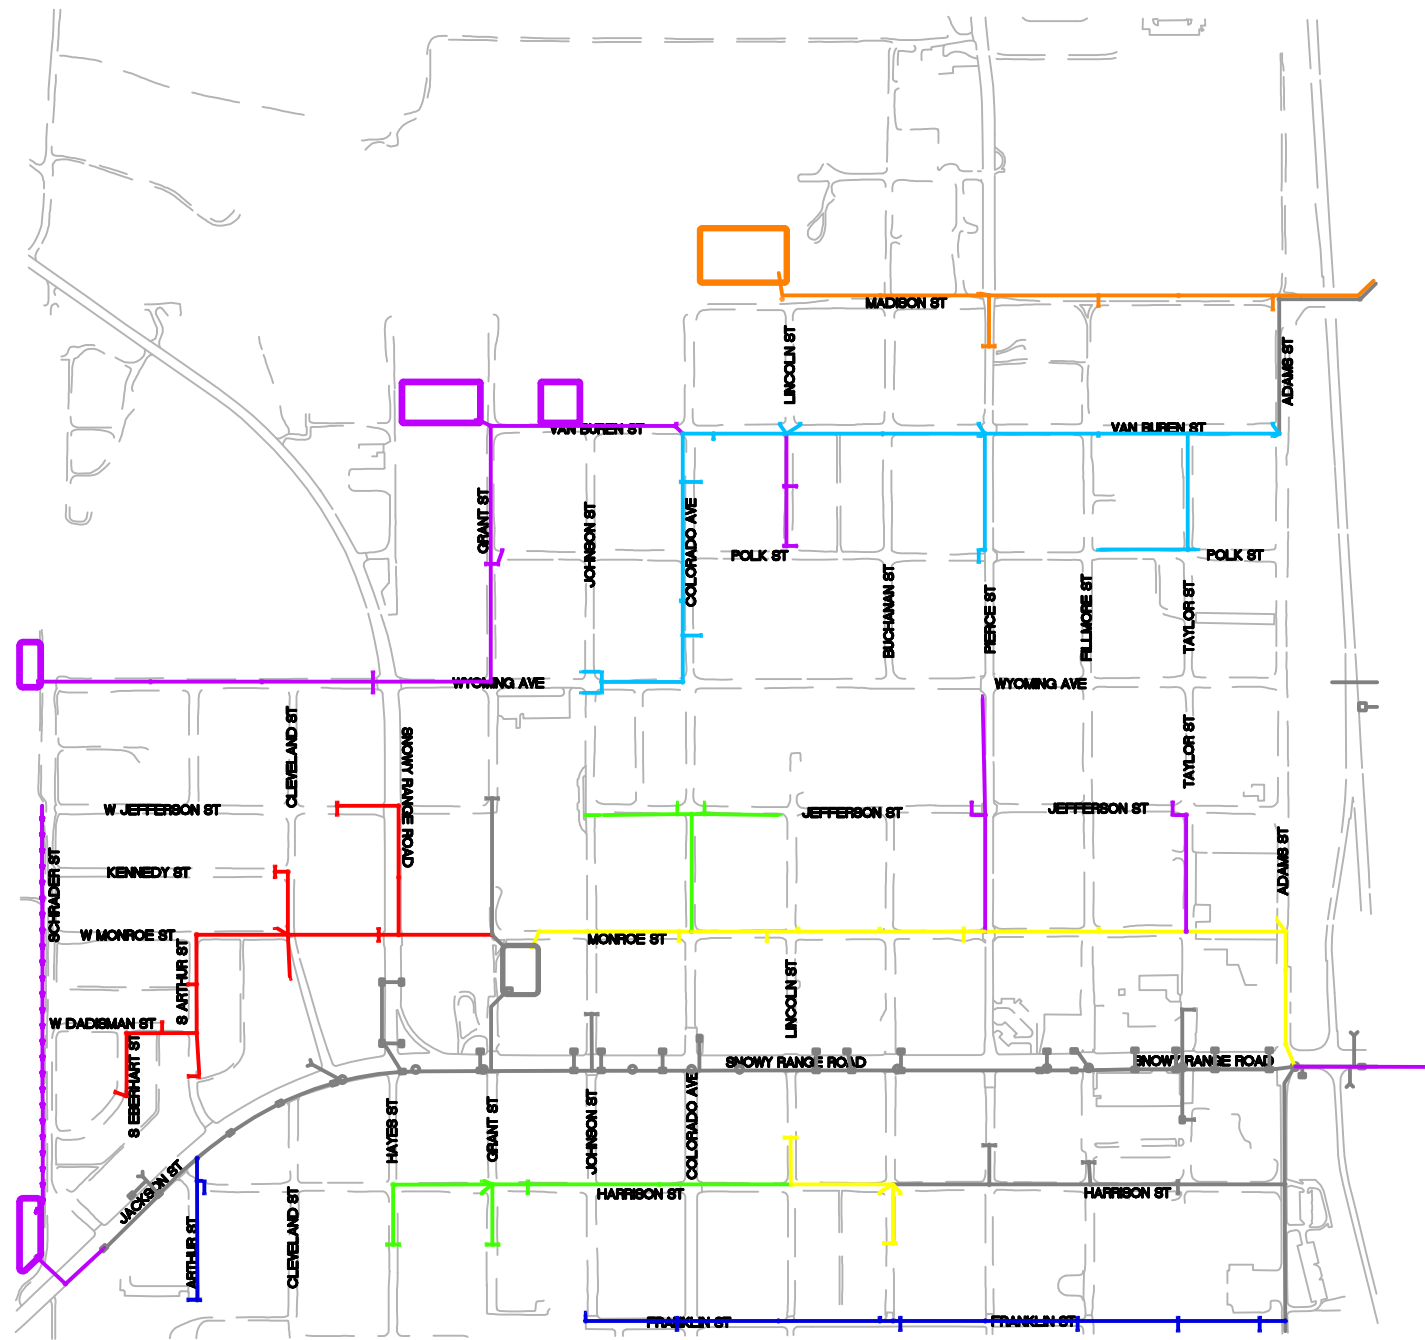 MADISON ST
LINCOLN ST
ADAMS ST
VAN BUREN ST
VAN BUREN ST
GRANT ST
JOHNSON ST
COLORADO AVE
POLK ST
POLK ST
BUCHANAN ST
PIERCE ST
FILLMORE ST
TAYLOR ST
WYOMING AVE
WYOMING AVE
CLEVELAND ST
SNOWY RANGE ROAD
TAYLOR ST
W JEFFERSON ST
JEFFERSON ST
JEFFERSON ST
SCHRADER ST
KENNEDY ST
ADAMS ST
W MONROE ST
MONROE ST
S ARTHUR ST
LINCOLN ST
W DADISMAN ST
S EBERHART ST
SNOWY RANGE ROAD
SNOWY RANGE ROAD
HAYES ST
GRANT ST
JOHNSON ST
COLORADO AVE
JACKSON ST
HARRISON ST
HARRISON ST
ARTHUR ST
CLEVELAND ST
FRANKLIN ST
FRANKLIN ST